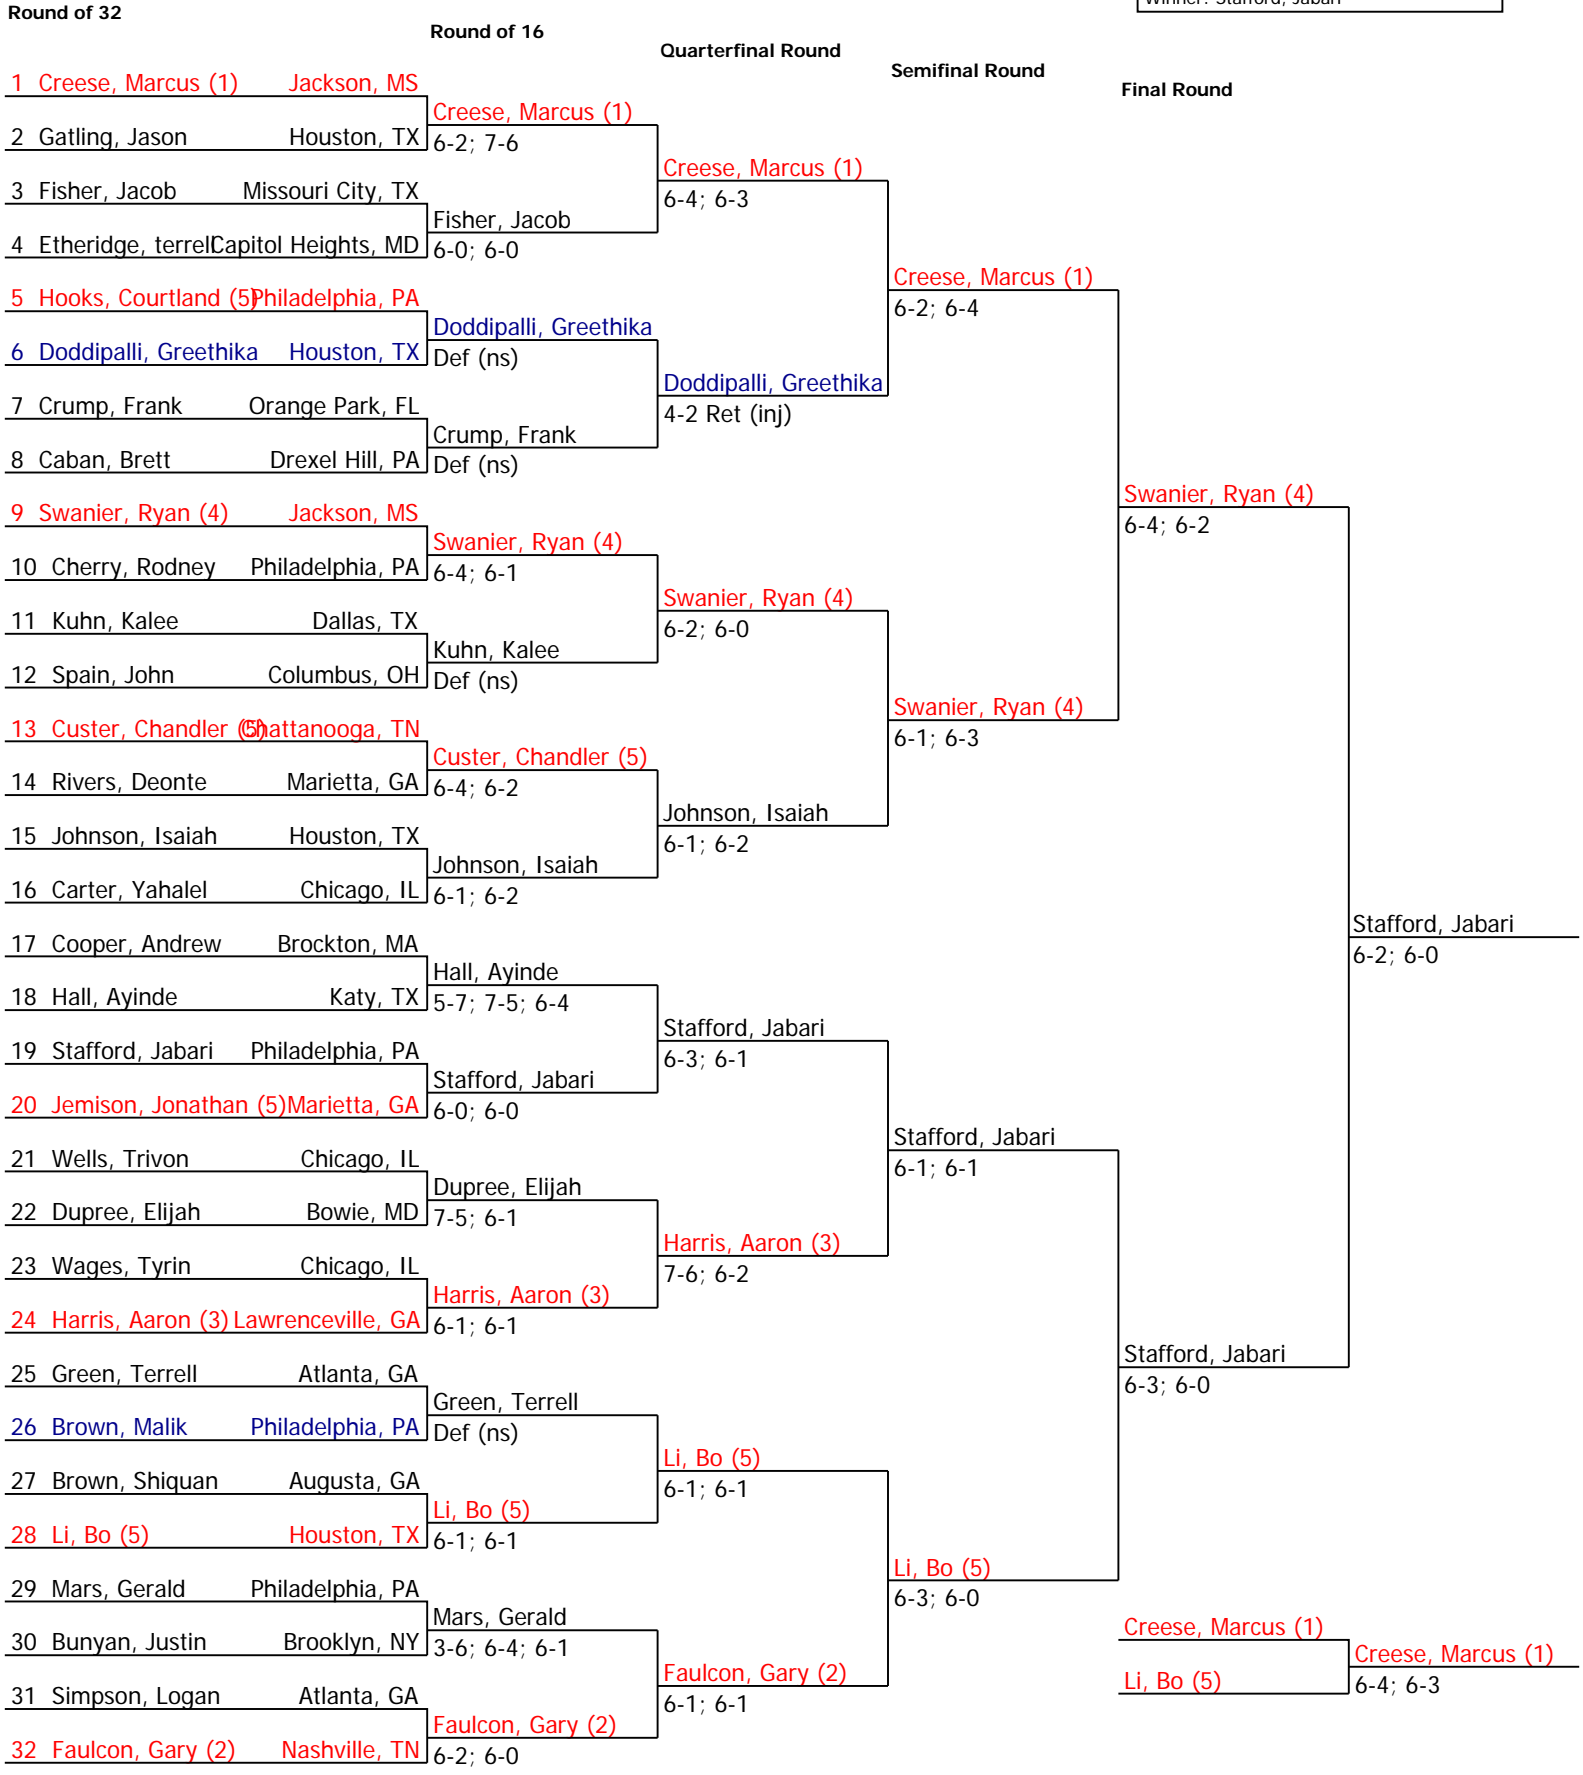 Winner: Stafford, Jabari
Round of 32
Round of 16
Quarterfinal Round
Semifinal Round
Final Round
1 Creese, Marcus (1) Jackson, MS
2 Gatling, Jason Houston, TX
3 Fisher, Jacob Missouri City, TX
4 Etheridge, terrell Capitol Heights, MD
5 Hooks, Courtland (5) Philadelphia, PA
6 Doddipalli, Greethika Houston, TX
7 Crump, Frank Orange Park, FL
8 Caban, Brett Drexel Hill, PA
9 Swanier, Ryan (4) Jackson, MS
10 Cherry, Rodney Philadelphia, PA
11 Kuhn, Kalee Dallas, TX
12 Spain, John Columbus, OH
13 Custer, Chandler (5) Chattanooga, TN
14 Rivers, Deonte Marietta, GA
15 Johnson, Isaiah Houston, TX
16 Carter, Yahalel Chicago, IL
17 Cooper, Andrew Brockton, MA
18 Hall, Ayinde Katy, TX
19 Stafford, Jabari Philadelphia, PA
20 Jemison, Jonathan (5) Marietta, GA
21 Wells, Trivon Chicago, IL
22 Dupree, Elijah Bowie, MD
23 Wages, Tyrin Chicago, IL
24 Harris, Aaron (3) Lawrenceville, GA
25 Green, Terrell Atlanta, GA
26 Brown, Malik Philadelphia, PA
27 Brown, Shiquan Augusta, GA
28 Li, Bo (5) Houston, TX
29 Mars, Gerald Philadelphia, PA
30 Bunyan, Justin Brooklyn, NY
31 Simpson, Logan Atlanta, GA
32 Faulcon, Gary (2) Nashville, TN
Creese, Marcus (1)
6-2; 7-6
Fisher, Jacob
6-0; 6-0
Doddipalli, Greethika
Def (ns)
Crump, Frank
Def (ns)
Swanier, Ryan (4)
6-4; 6-1
Kuhn, Kalee
Def (ns)
Custer, Chandler (5)
6-4; 6-2
Johnson, Isaiah
6-1; 6-2
Hall, Ayinde
5-7; 7-5; 6-4
Stafford, Jabari
6-0; 6-0
Dupree, Elijah
7-5; 6-1
Harris, Aaron (3)
6-1; 6-1
Green, Terrell
Def (ns)
Li, Bo (5)
6-1; 6-1
Mars, Gerald
3-6; 6-4; 6-1
Faulcon, Gary (2)
6-2; 6-0
Creese, Marcus (1)
6-4; 6-3
Doddipalli, Greethika
4-2 Ret (inj)
Swanier, Ryan (4)
6-2; 6-0
Johnson, Isaiah
6-1; 6-2
Stafford, Jabari
6-3; 6-1
Harris, Aaron (3)
7-6; 6-2
Li, Bo (5)
6-1; 6-1
Faulcon, Gary (2)
6-1; 6-1
Creese, Marcus (1)
6-2; 6-4
Swanier, Ryan (4)
6-1; 6-3
Stafford, Jabari
6-1; 6-1
Li, Bo (5)
6-3; 6-0
Swanier, Ryan (4)
6-4; 6-2
Stafford, Jabari
6-3; 6-0
Stafford, Jabari
6-2; 6-0
Creese, Marcus (1)
Li, Bo (5)
Creese, Marcus (1)
6-4; 6-3